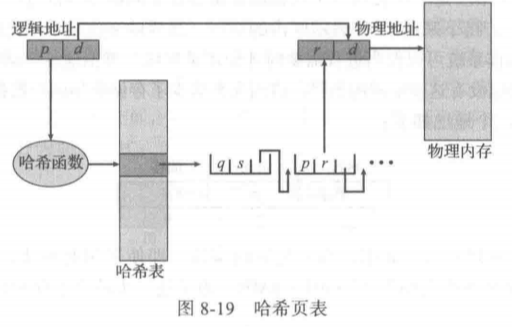 逻辑地址
物理地址
p d
r d
哈希函数
q s
p r
•••
物理内存
哈希表
图 8-19 哈希页表